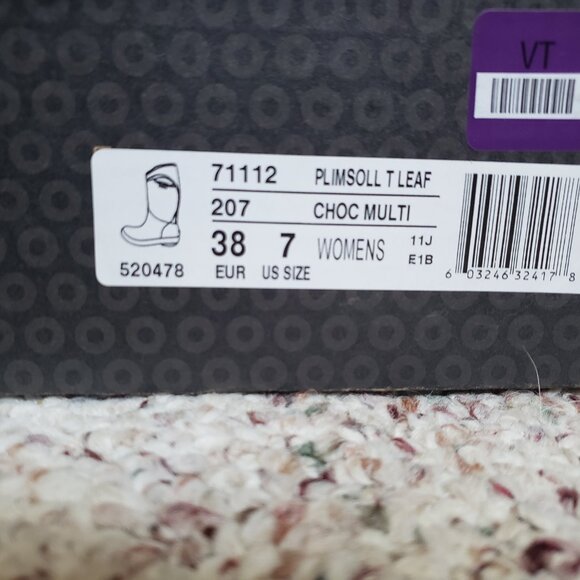 VT
71112 PLIMSOLL T LEAF
207 CHOC MULTI
38 7 WOMENS 11J
EUR US SIZE E1B
520478
6 03246 32417 8